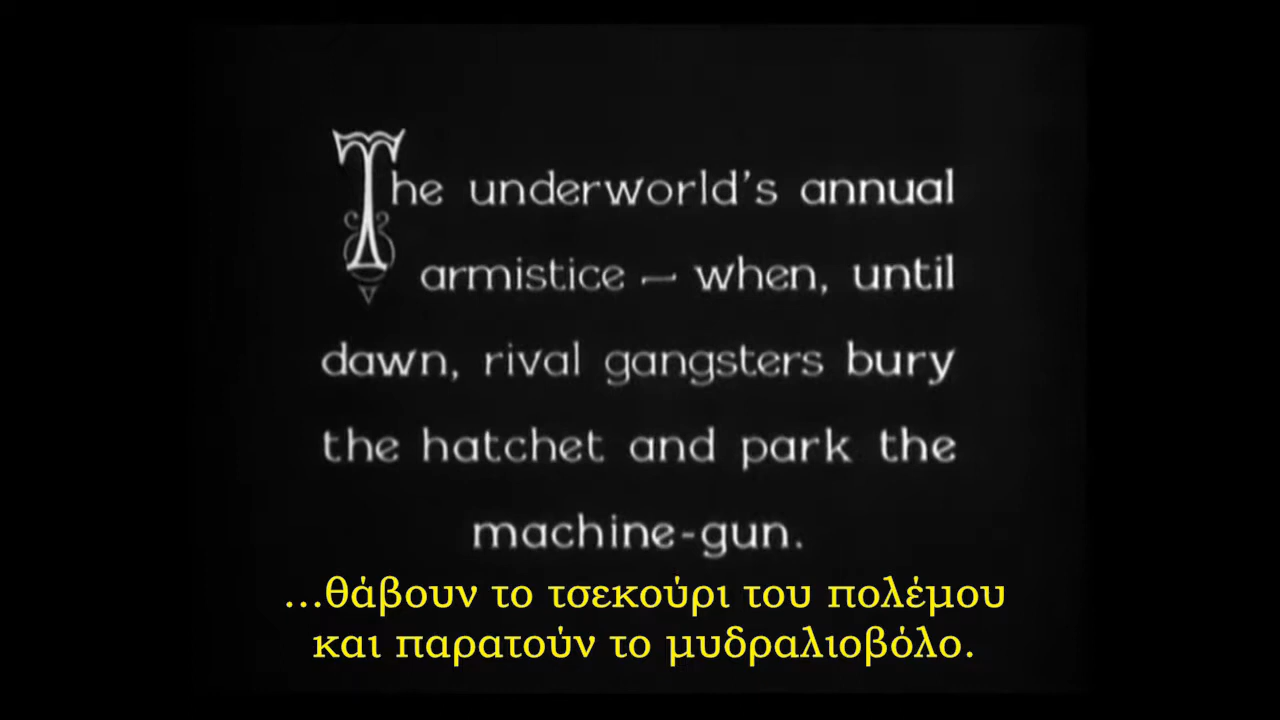 The underworld's annual
armistice — when, until
dawn, rival gangsters bury
the hatchet and park the
machine-gun.
...θάβουν το τσεκούρι του πολέμου
και παρατούν το μυδραλιοβόλο.